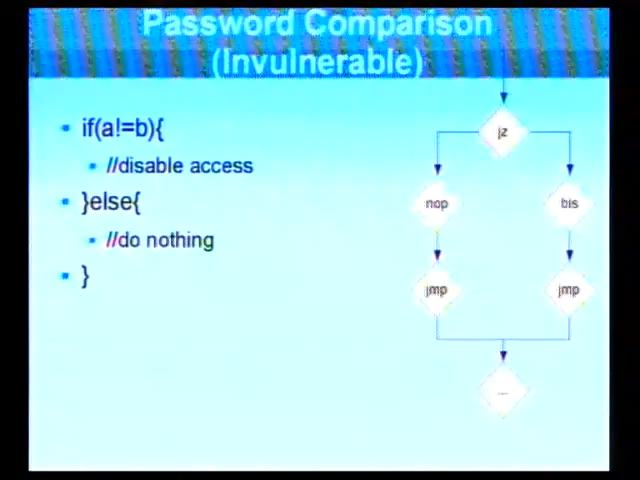 Password Comparison
(Invulnerable)
if(a!=b){
//disable access
}else{
//do nothing
}
jz
nop
bis
jmp
jmp
...